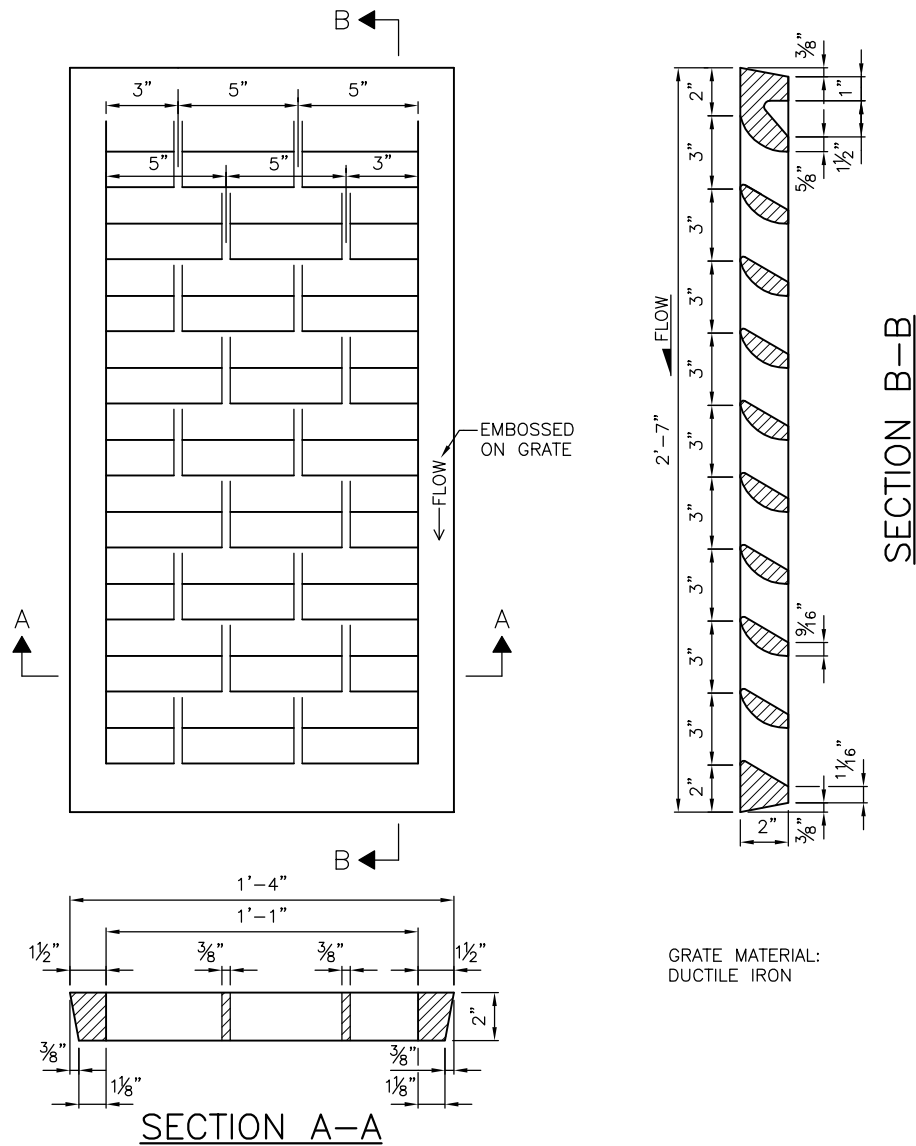 B
3" 5" 5"
5" 5" 3"
EMBOSSED
ON GRATE
FLOW
A A
B
1'-4"
1'-1"
1½" ⅜" ⅜" 1½"
2"
⅜" ⅜"
1⅛" 1⅛"
SECTION A-A
⅜"
2" 1"
1½"
⅝"
3"
3"
3"
3"
3"
3"
3"
3"
3"
2"
2'-7"
FLOW
9⁄16"
11⁄16"
2" ⅜"
SECTION B-B
GRATE MATERIAL:
DUCTILE IRON